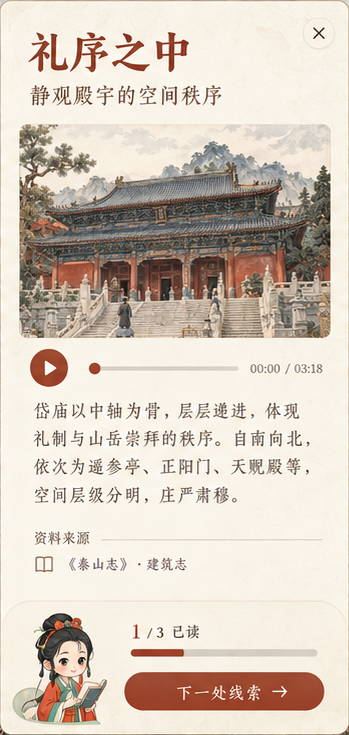 礼序之中
静观殿宇的空间秩序
00:00 / 03:18
岱庙以中轴为骨，层层递进，体现
礼制与山岳崇拜的秩序。自南向北，
依次为遥参亭、正阳门、天贶殿等，
空间层级分明，庄严肃穆。
资料来源
《泰山志》·建筑志
1 / 3 已读
下一处线索 →